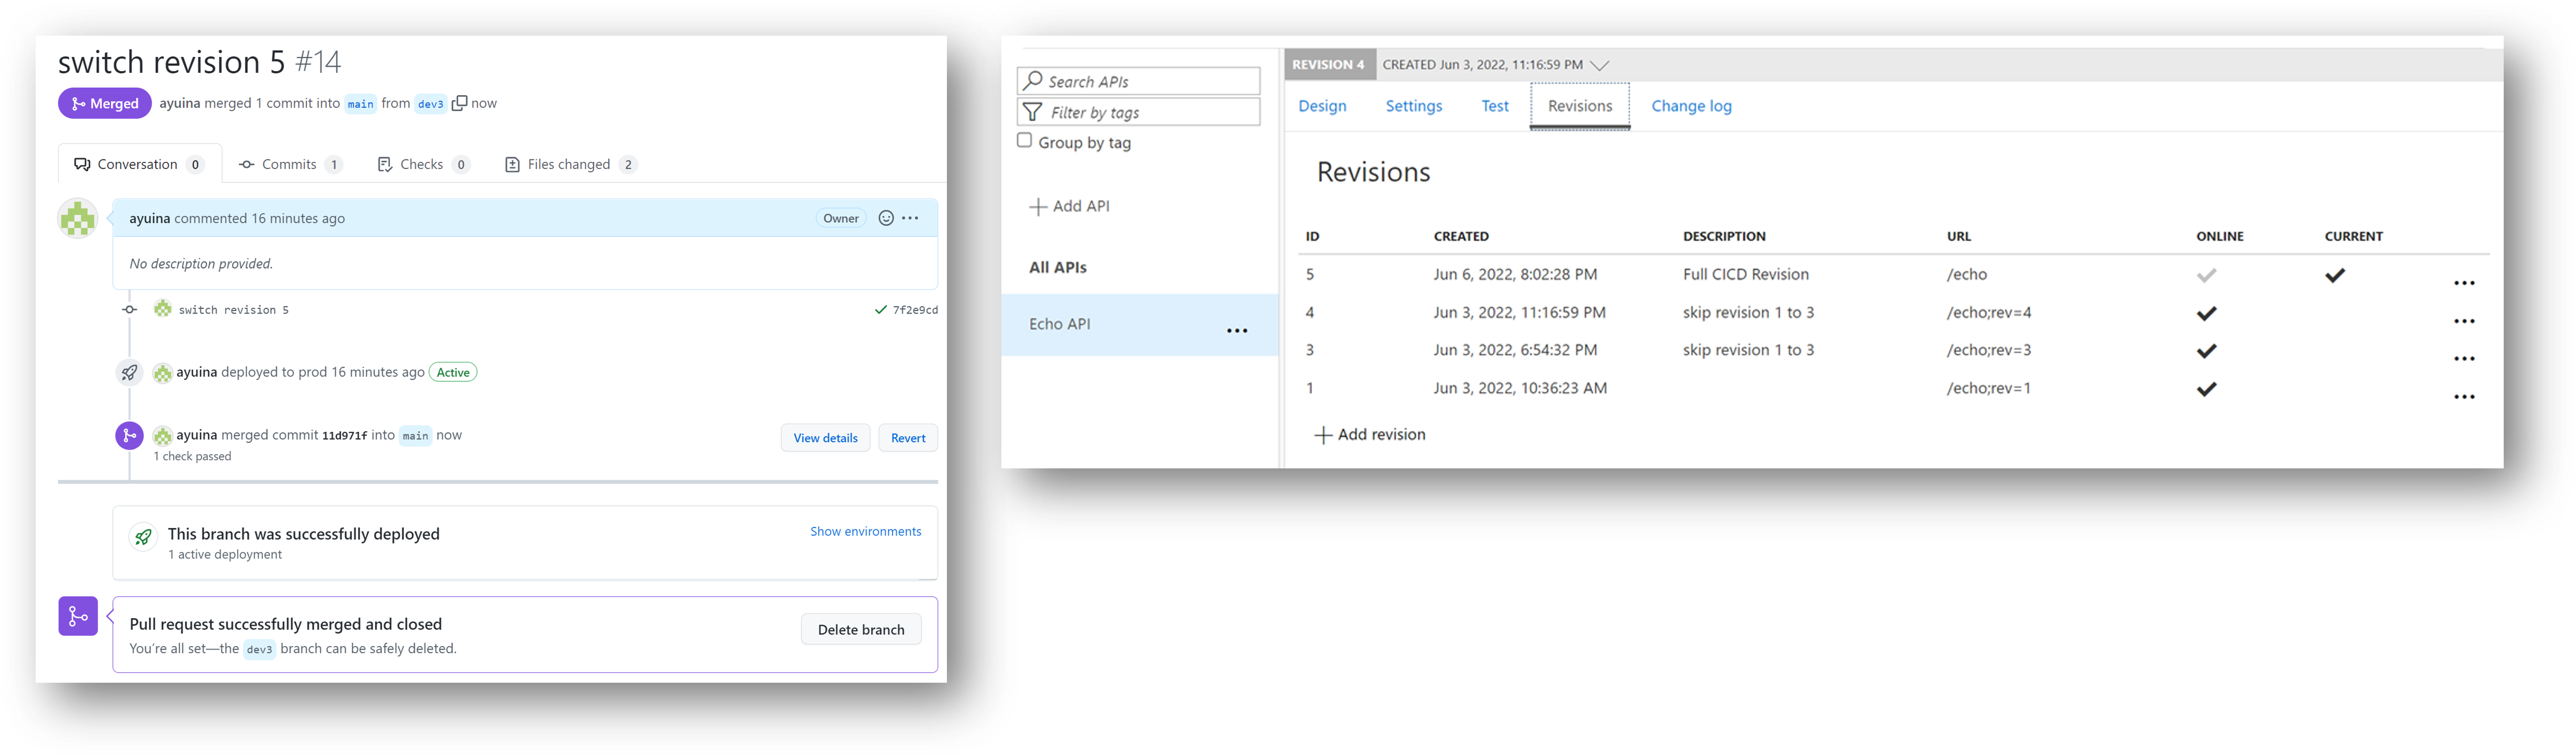 switch revision 5 #14
Merged ayuina merged 1 commit into main from dev3 now
Conversation 0 Commits 1 Checks 0 Files changed 2
ayuina commented 16 minutes ago Owner
No description provided.
switch revision 5 7f2e9cd
ayuina deployed to prod 16 minutes ago Active
ayuina merged commit 11d971f into main now View details Revert
1 check passed
This branch was successfully deployed Show environments
1 active deployment
Pull request successfully merged and closed Delete branch
You're all set—the dev3 branch can be safely deleted.
Search APIs
Filter by tags
Group by tag
+ Add API
All APIs
Echo API ...
REVISION 4 CREATED Jun 3, 2022, 11:16:59 PM
Design Settings Test Revisions Change log
Revisions
ID CREATED DESCRIPTION URL ONLINE CURRENT
5 Jun 6, 2022, 8:02:28 PM Full CICD Revision /echo ...
4 Jun 3, 2022, 11:16:59 PM skip revision 1 to 3 /echo;rev=4 ...
3 Jun 3, 2022, 6:54:32 PM skip revision 1 to 3 /echo;rev=3 ...
1 Jun 3, 2022, 10:36:23 AM /echo;rev=1 ...
+ Add revision